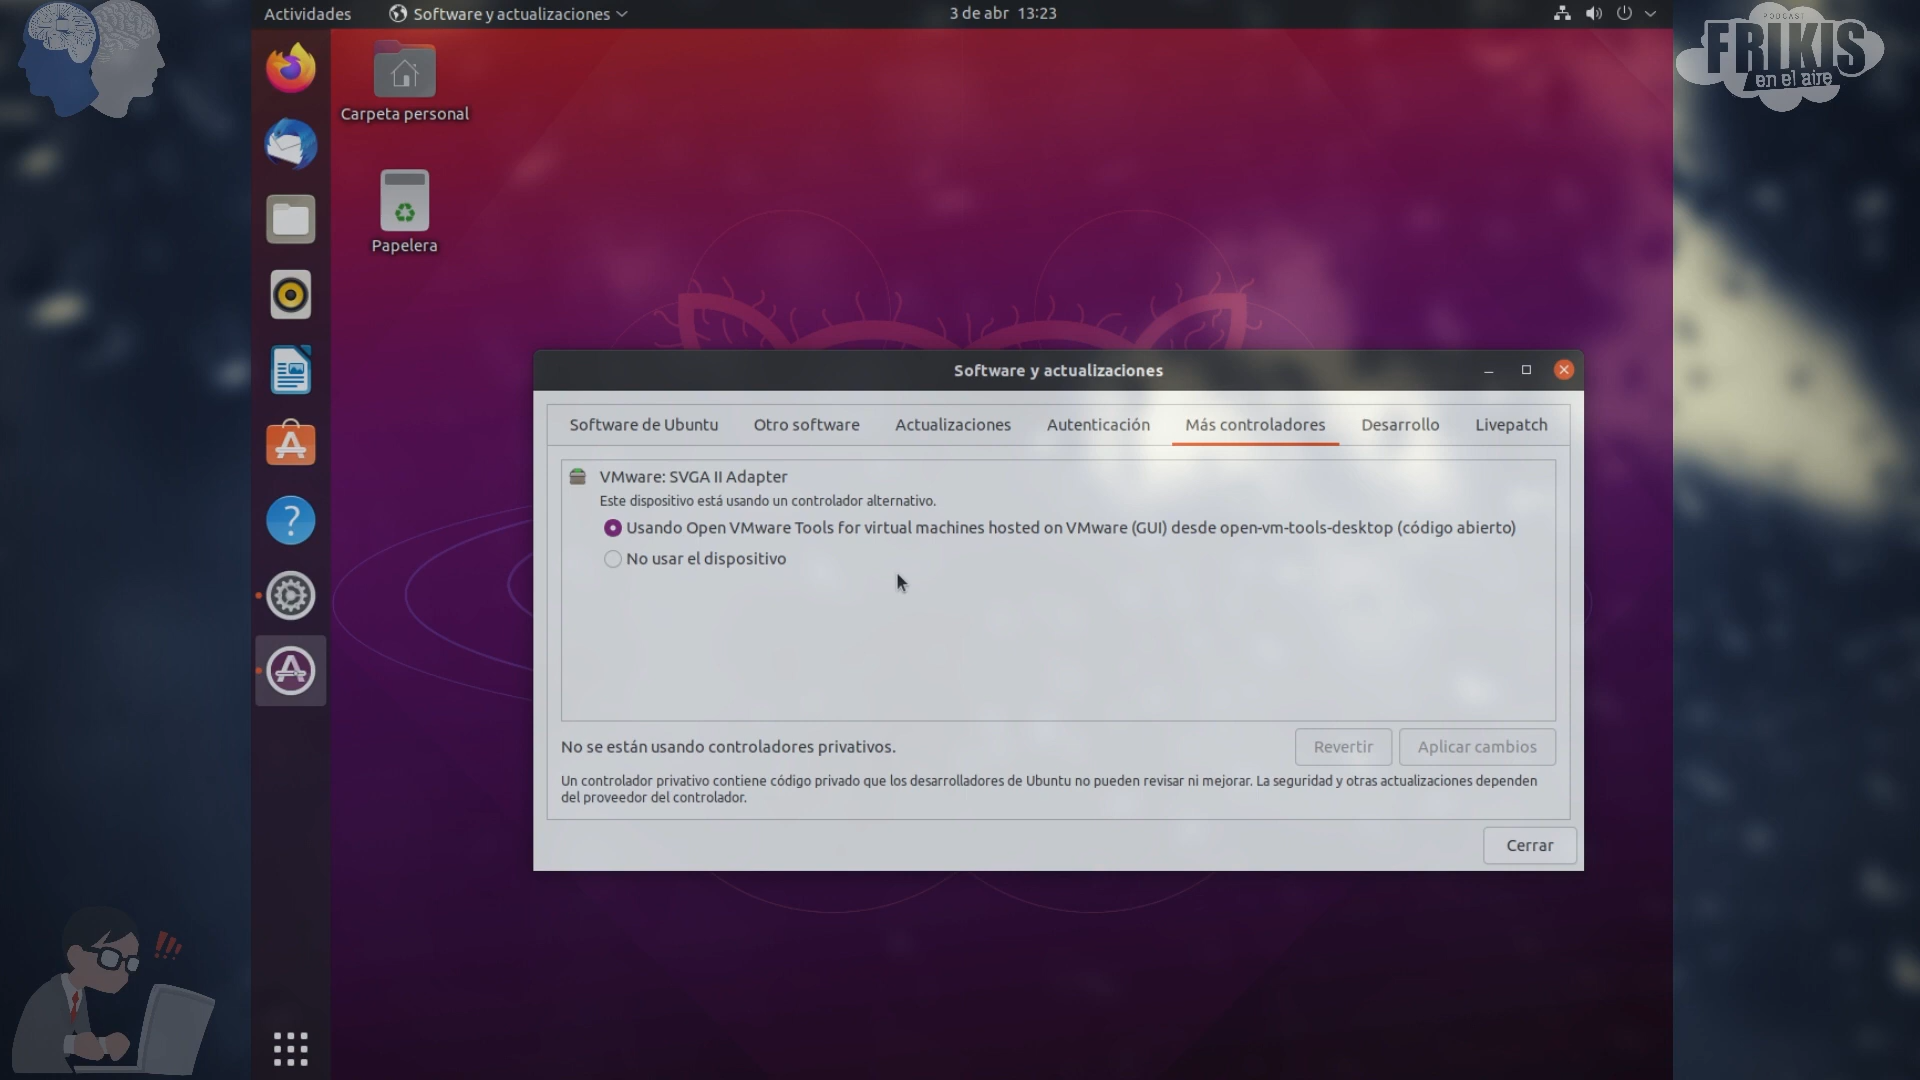 Actividades
Software y actualizaciones
3 de abr 13:23
PODCAST
FRIKIS
en el aire
Carpeta personal
Papelera
Software y actualizaciones
Software de Ubuntu
Otro software
Actualizaciones
Autenticación
Más controladores
Desarrollo
Livepatch
VMware: SVGA II Adapter
Este dispositivo está usando un controlador alternativo.
Usando Open VMware Tools for virtual machines hosted on VMware (GUI) desde open-vm-tools-desktop (código abierto)
No usar el dispositivo
No se están usando controladores privativos.
Revertir
Aplicar cambios
Un controlador privativo contiene código privado que los desarrolladores de Ubuntu no pueden revisar ni mejorar. La seguridad y otras actualizaciones dependen
del proveedor del controlador.
Cerrar